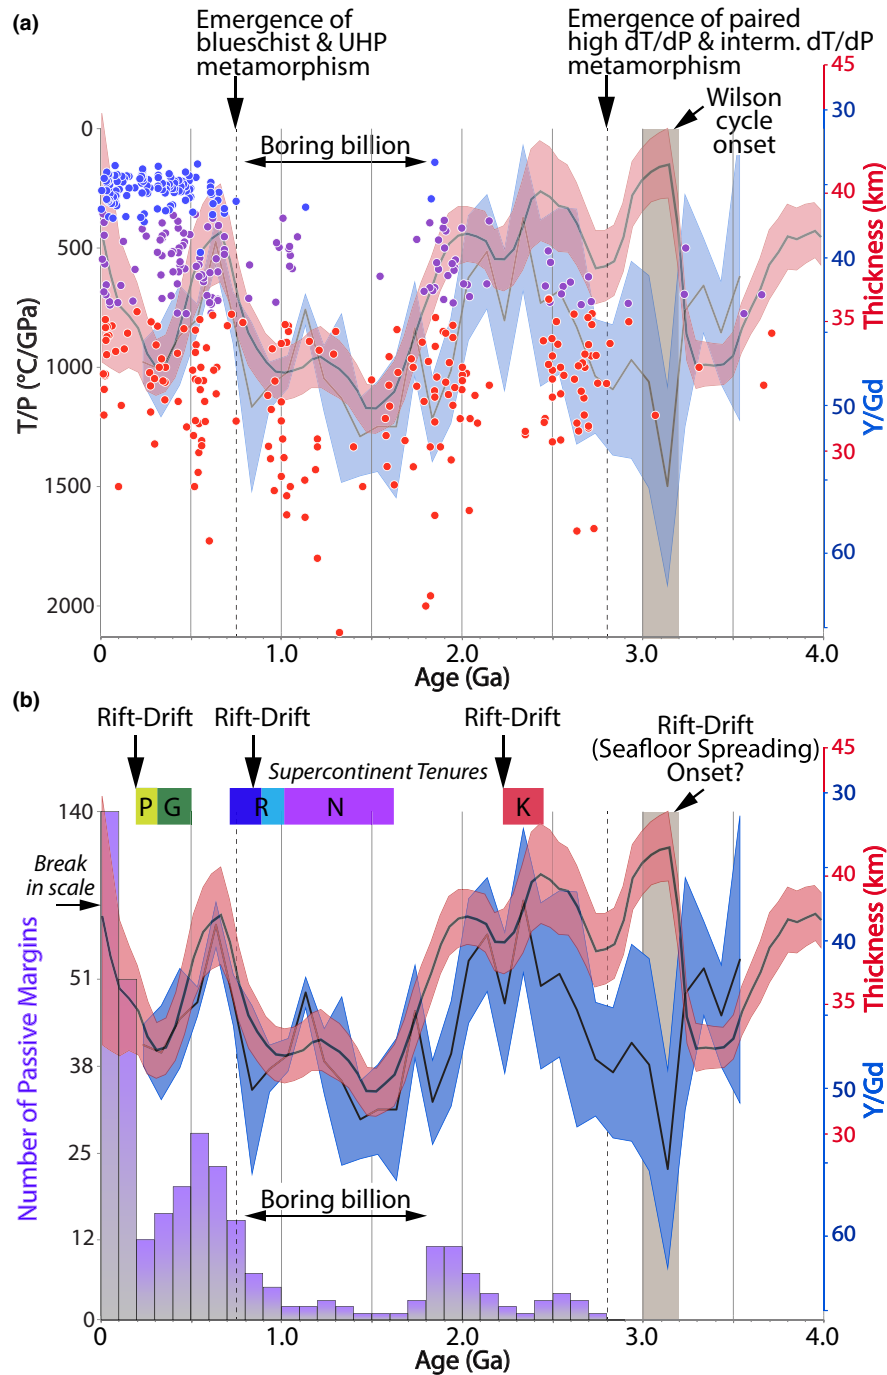 (a)
Emergence of
blueschist & UHP
metamorphism
Emergence of paired
high dT/dP & interm. dT/dP
metamorphism
Wilson
cycle
onset
Boring billion
T/P (°C/GPa)
0
500
1000
1500
2000
0
1.0
2.0
3.0
4.0
Age (Ga)
45
30
40
40
35
50
30
60
Thickness (km)
Y/Gd
(b)
Rift-Drift
Rift-Drift
Rift-Drift
Rift-Drift
(Seafloor Spreading)
Onset?
Supercontinent Tenures
P
G
R
N
K
Break
in scale
Number of Passive Margins
140
51
38
25
12
0
Boring billion
0
1.0
2.0
3.0
4.0
Age (Ga)
45
30
40
40
35
50
30
60
Thickness (km)
Y/Gd